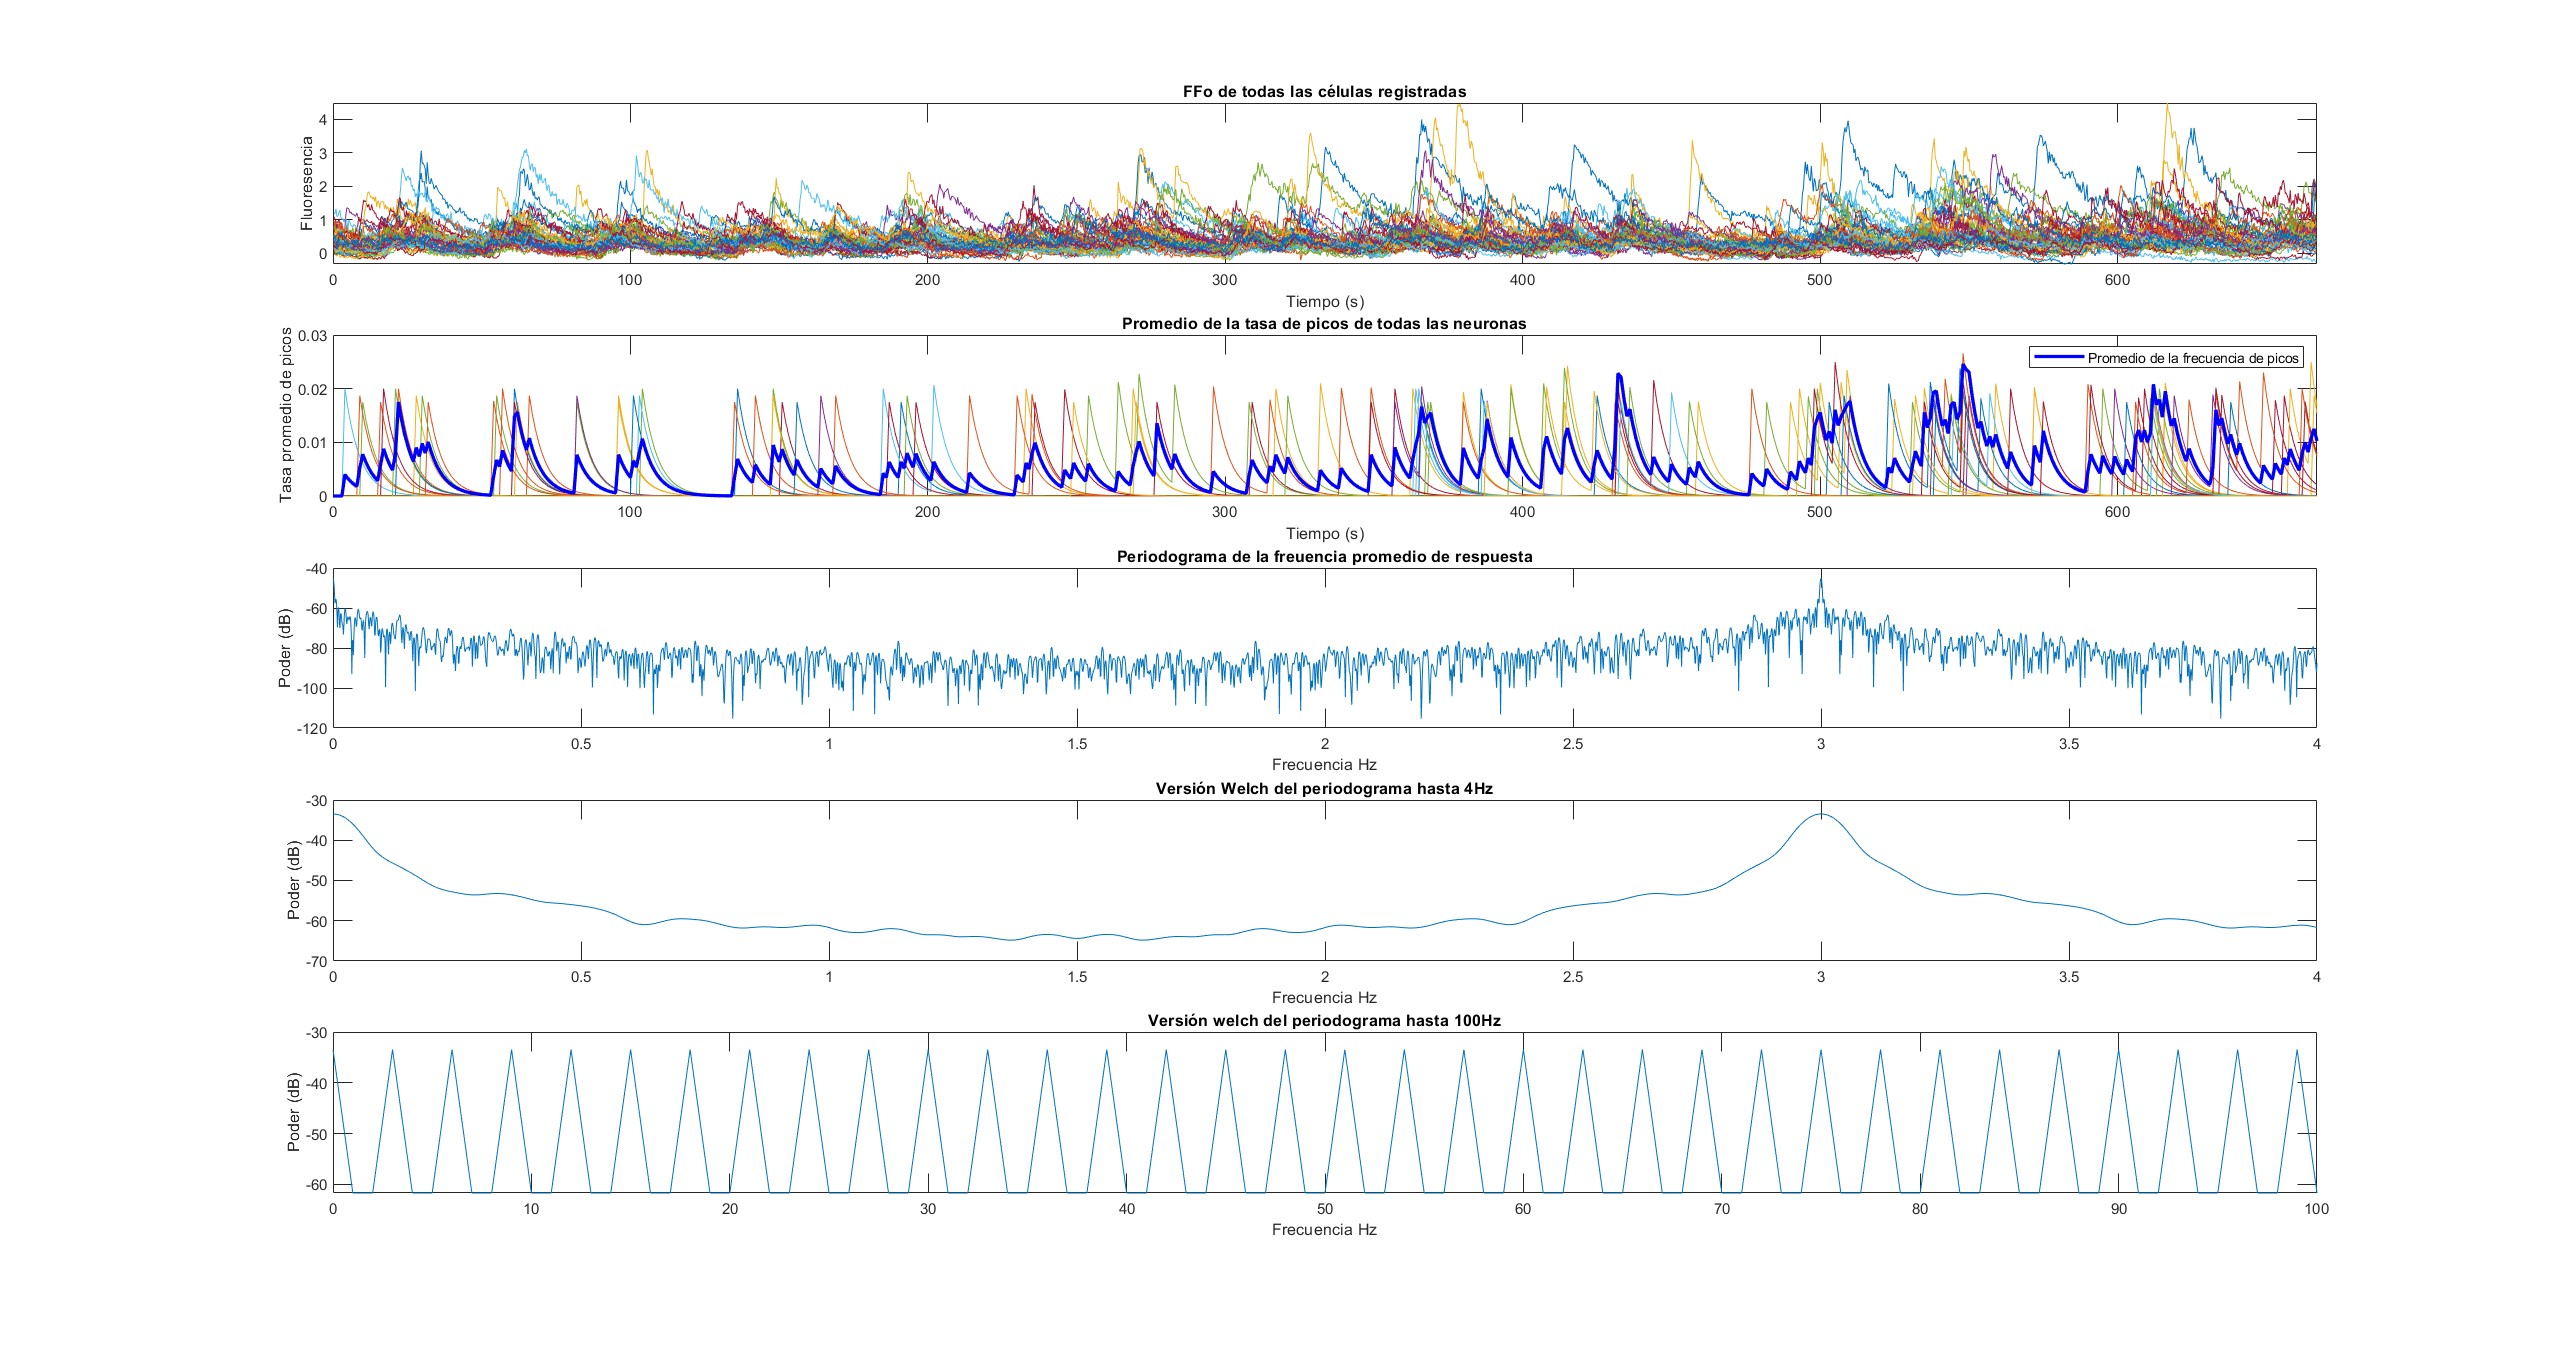 FFo de todas las células registradas
Fluoresencia
4
3
2
1
0
0 100 200 300 400 500 600
Tiempo (s)
Promedio de la tasa de picos de todas las neuronas
Tasa promedio de picos
0.03
0.02
0.01
0
Promedio de la frecuencia de picos
0 100 200 300 400 500 600
Tiempo (s)
Periodograma de la freuencia promedio de respuesta
Poder (dB)
-40
-60
-80
-100
-120
0 0.5 1 1.5 2 2.5 3 3.5 4
Frecuencia Hz
Versión Welch del periodograma hasta 4Hz
Poder (dB)
-30
-40
-50
-60
-70
0 0.5 1 1.5 2 2.5 3 3.5 4
Frecuencia Hz
Versión welch del periodograma hasta 100Hz
Poder (dB)
-30
-40
-50
-60
0 10 20 30 40 50 60 70 80 90 100
Frecuencia Hz